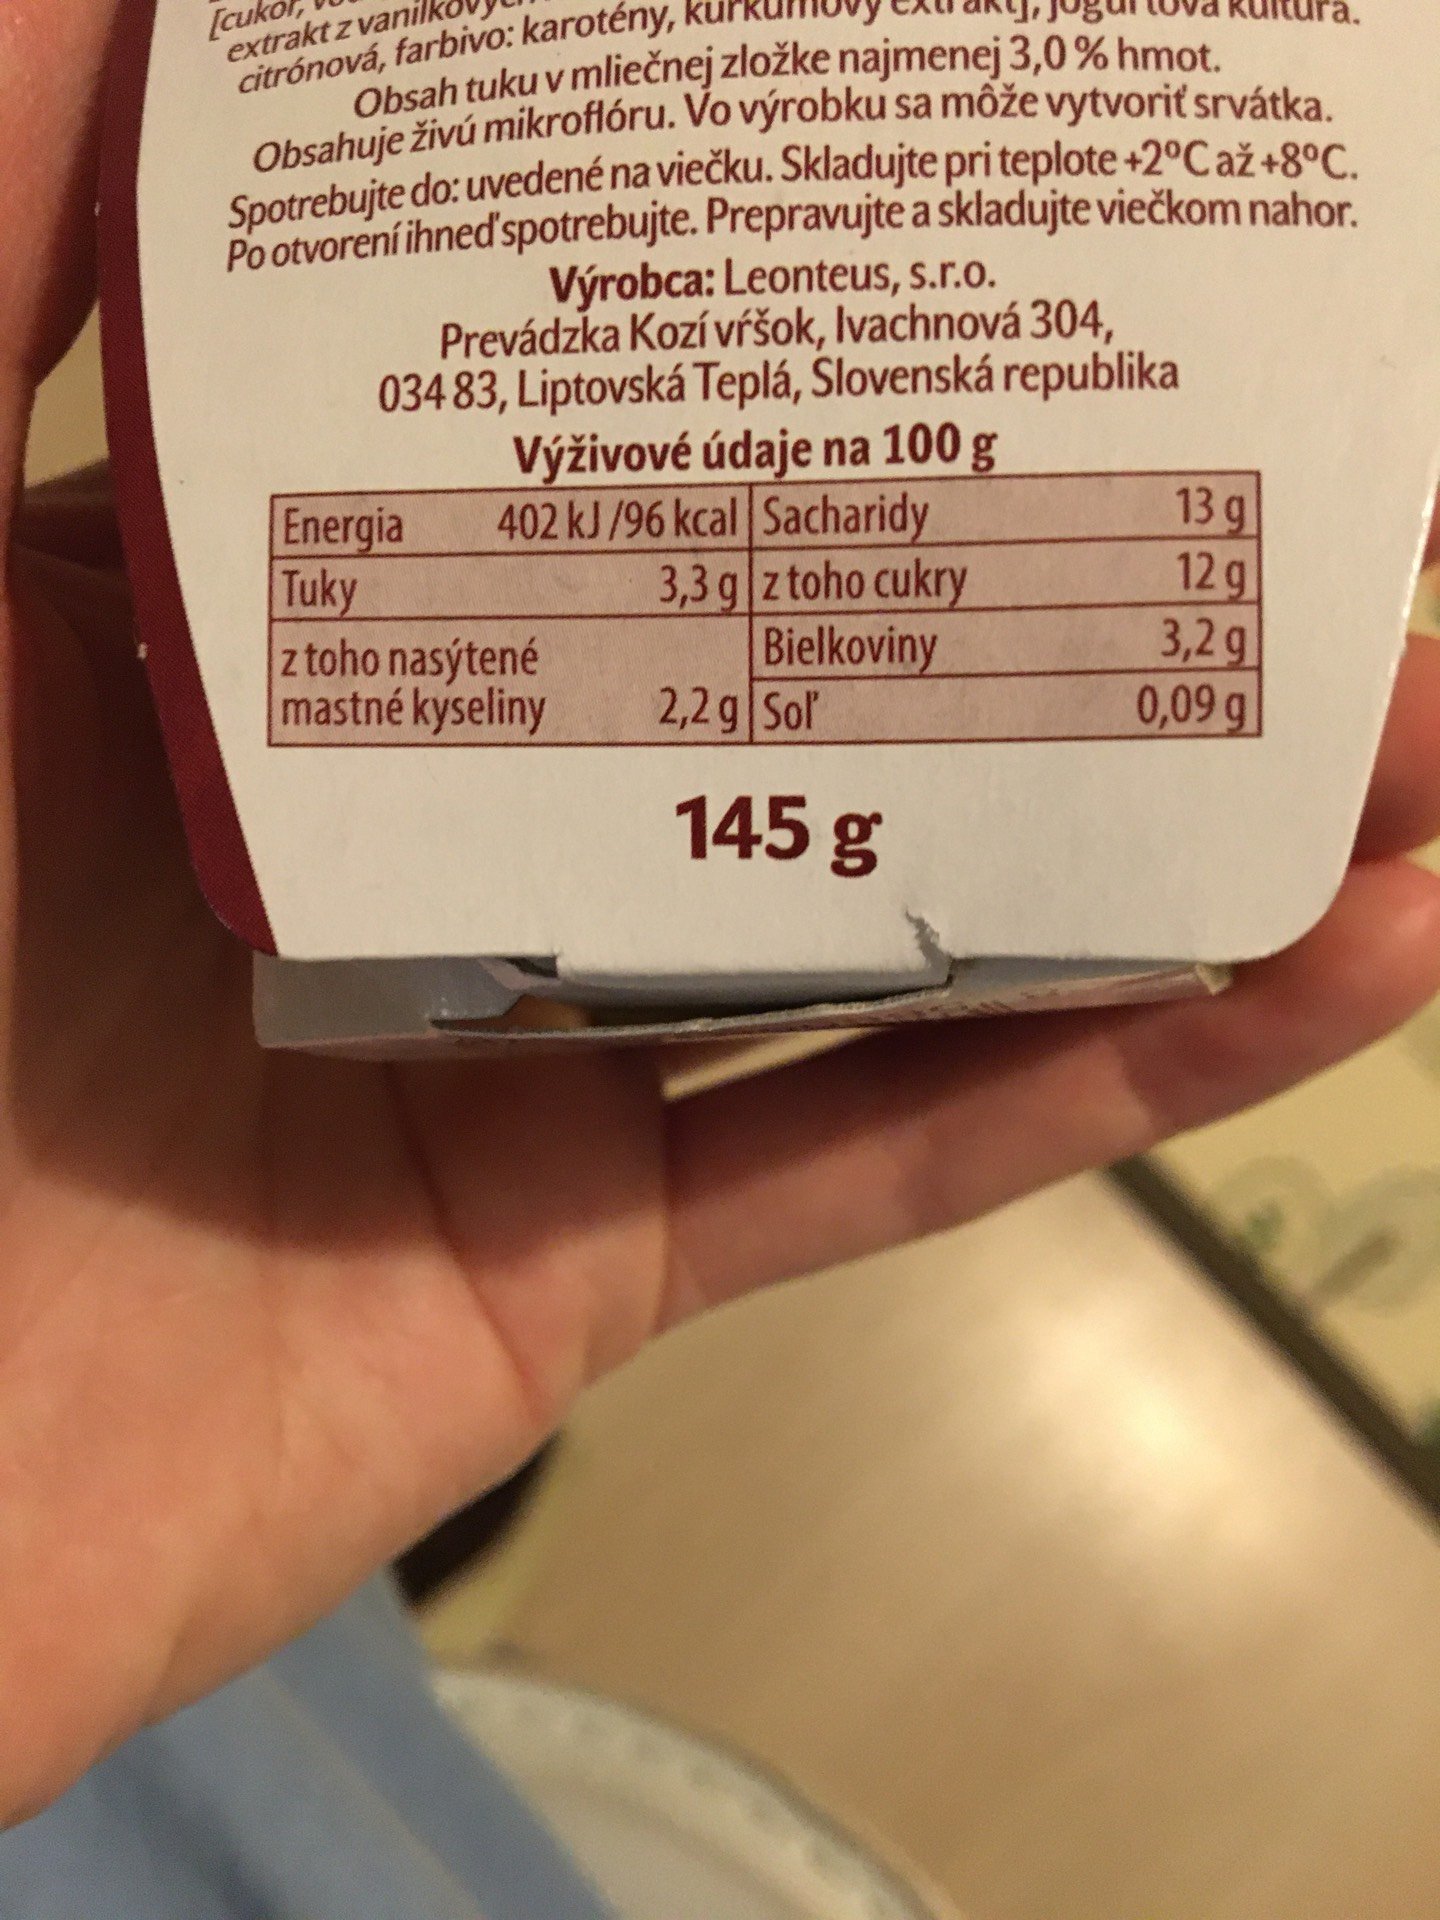 [cukor,
extrakt z vanilkový
citrónová, farbivo: karotény, kurkumový extrakt], jogurtová kultúra.
Obsah tuku v mliečnej zložke najmenej 3,0 % hmot.
Obsahuje živú mikroflóru. Vo výrobku sa môže vytvoriť srvátka.
Spotrebujte do: uvedené na viečku. Skladujte pri teplote +2°C až +8°C.
Po otvorení ihneď spotrebujte. Prepravujte a skladujte viečkom nahor.
Výrobca: Leonteus, s.r.o.
Prevádzka Kozí vŕšok, Ivachnová 304,
034 83, Liptovská Teplá, Slovenská republika
Výživové údaje na 100 g
Energia 402 kJ /96 kcal Sacharidy 13 g
Tuky 3,3 g z toho cukry 12 g
z toho nasýtené Bielkoviny 3,2 g
mastné kyseliny 2,2 g Soľ 0,09 g
145 g